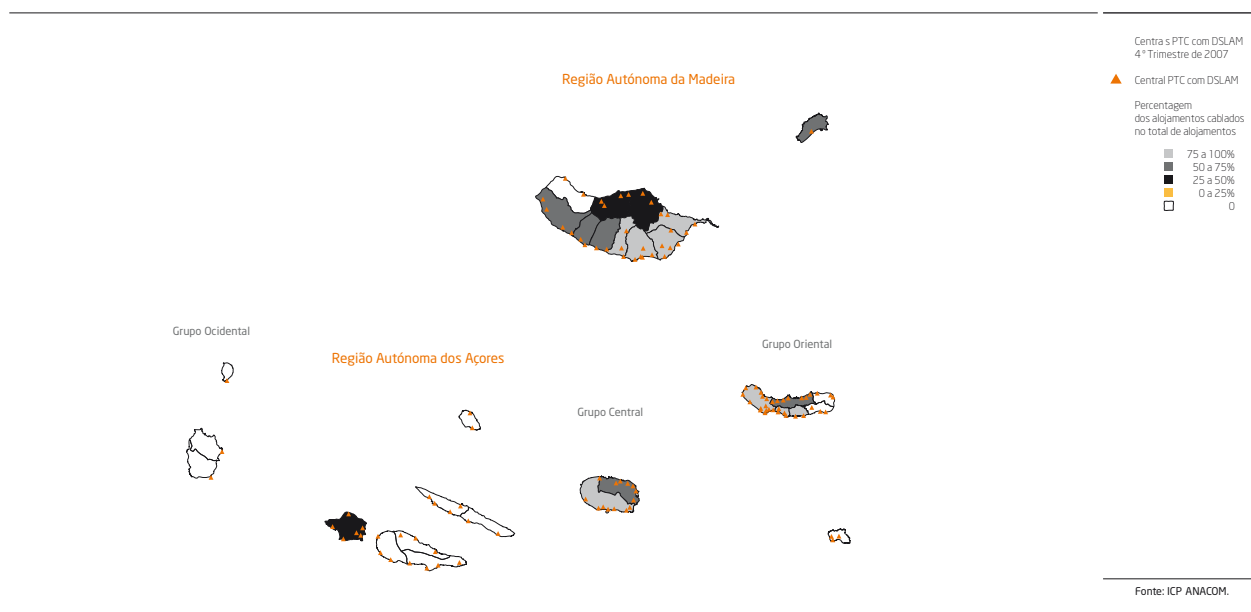 Centra s PTC com DSLAM
4° Trimestre de 2007
Central PTC com DSLAM
Percentagem
dos alojamentos cablados
no total de alojamentos
75 a 100%
50 a 75%
25 a 50%
0 a 25%
0
Região Autónoma da Madeira
Grupo Ocidental
Região Autónoma dos Açores
Grupo Central
Grupo Oriental
Fonte: ICP ANACOM.